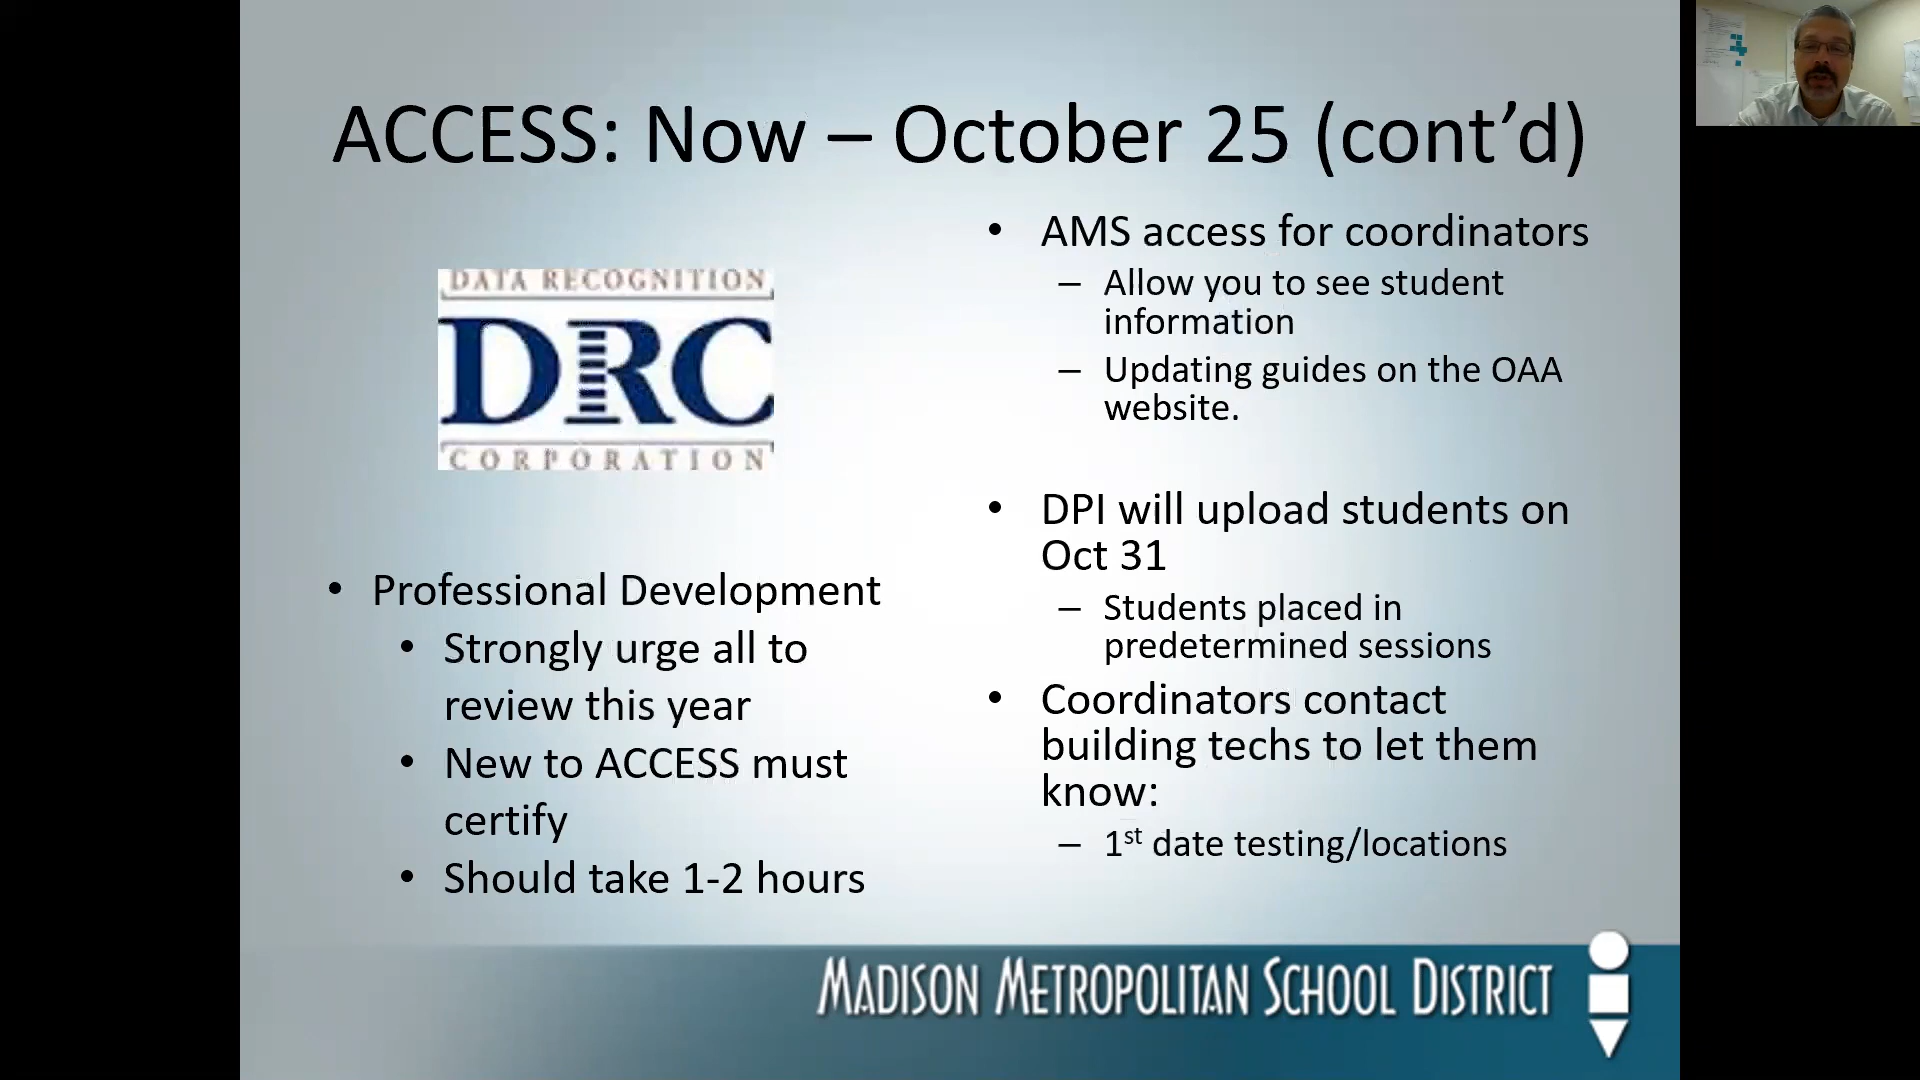 ACCESS: Now – October 25 (cont’d)
DATA RECOGNITION
DRC
CORPORATION
• Professional Development
• Strongly urge all to
review this year
• New to ACCESS must
certify
• Should take 1-2 hours
• AMS access for coordinators
– Allow you to see student
information
– Updating guides on the OAA
website.
• DPI will upload students on
Oct 31
– Students placed in
predetermined sessions
• Coordinators contact
building techs to let them
know:
– 1st date testing/locations
MADISON METROPOLITAN SCHOOL DISTRICT